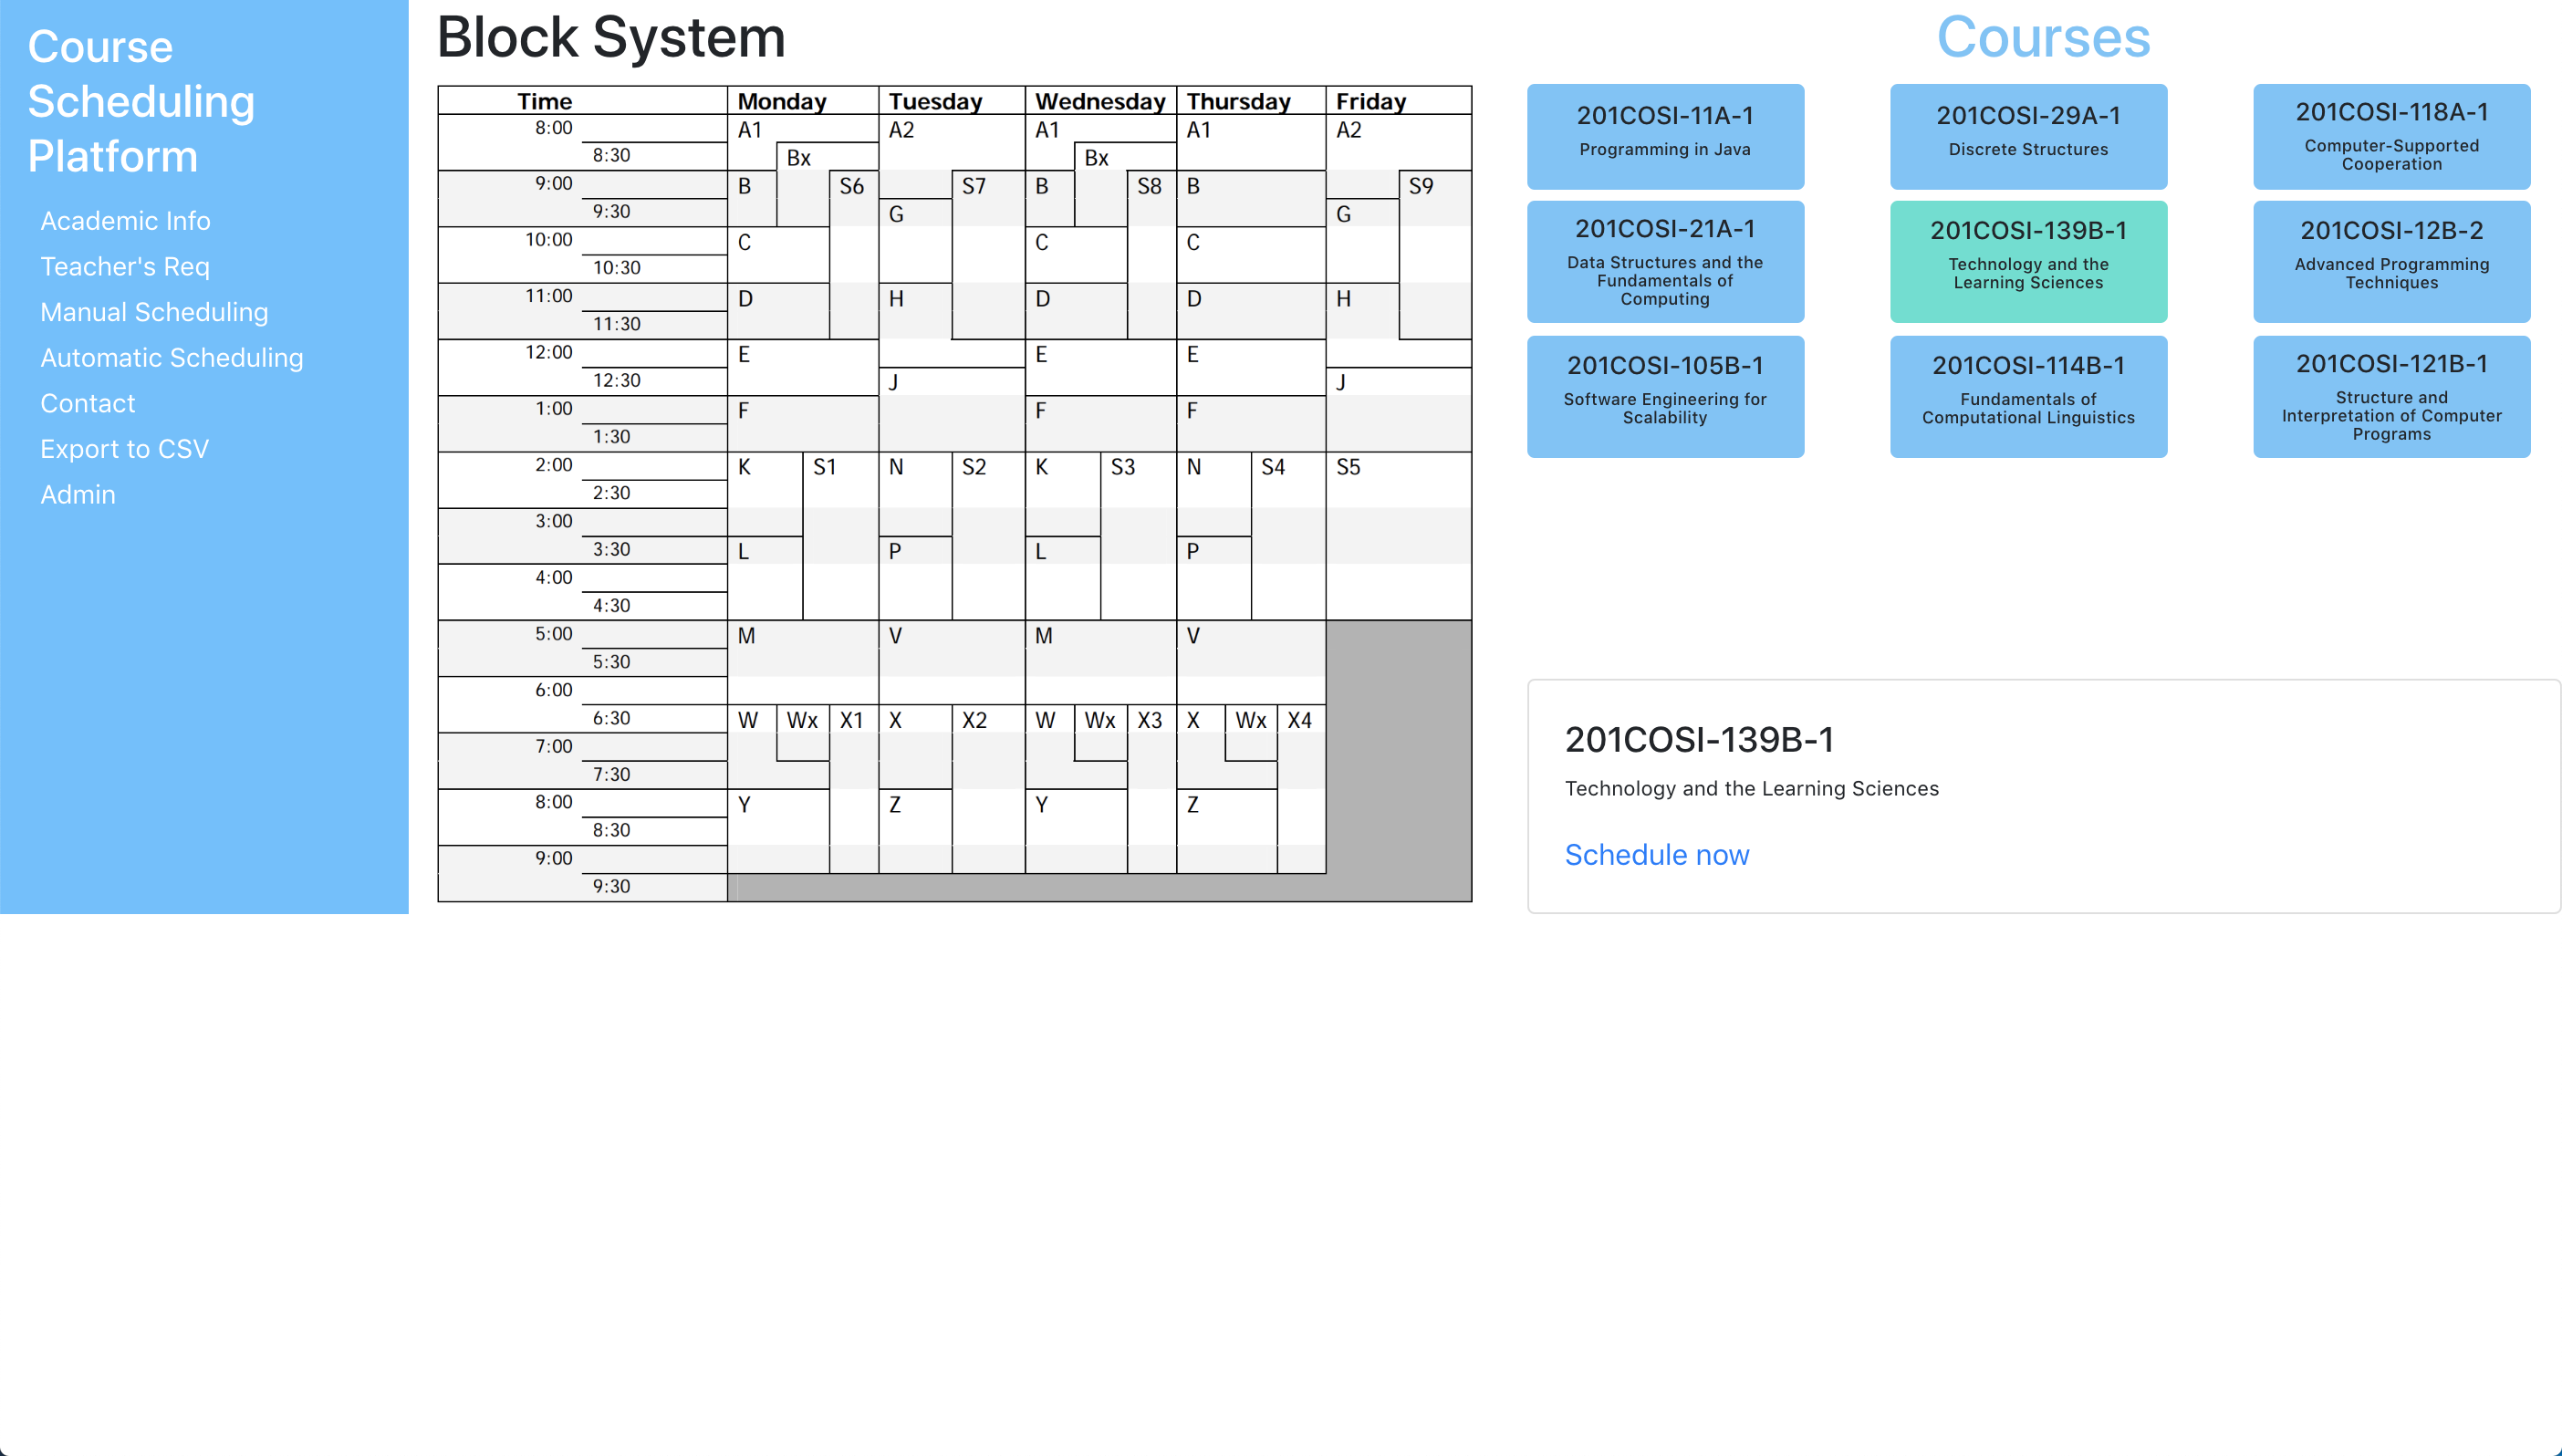 Course
Scheduling
Platform
Academic Info
Teacher's Req
Manual Scheduling
Automatic Scheduling
Contact
Export to CSV
Admin
Block System
Time Monday Tuesday Wednesday Thursday Friday
8:00 A1 A2 A1 A1 A2
8:30 Bx Bx
9:00 B S6 S7 B S8 B S9
9:30 G G
10:00 C C C
10:30
11:00 D H D D H
11:30
12:00 E E E
12:30 J J
1:00 F F F
1:30
2:00 K S1 N S2 K S3 N S4 S5
2:30
3:00
3:30 L P L P
4:00
4:30
5:00 M V M V
5:30
6:00
6:30 W Wx X1 X X2 W Wx X3 X Wx X4
7:00
7:30
8:00 Y Z Y Z
8:30
9:00
9:30
Courses
201COSI-11A-1
Programming in Java
201COSI-29A-1
Discrete Structures
201COSI-118A-1
Computer-Supported
Cooperation
201COSI-21A-1
Data Structures and the
Fundamentals of
Computing
201COSI-139B-1
Technology and the
Learning Sciences
201COSI-12B-2
Advanced Programming
Techniques
201COSI-105B-1
Software Engineering for
Scalability
201COSI-114B-1
Fundamentals of
Computational Linguistics
201COSI-121B-1
Structure and
Interpretation of Computer
Programs
201COSI-139B-1
Technology and the Learning Sciences
Schedule now